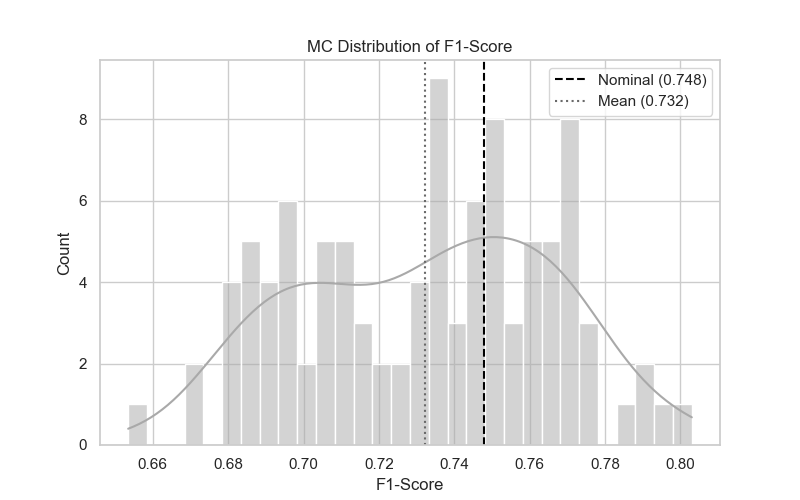 MC Distribution of F1-Score
Nominal (0.748)
Mean (0.732)
Count
8
6
4
2
0
0.66 0.68 0.70 0.72 0.74 0.76 0.78 0.80
F1-Score